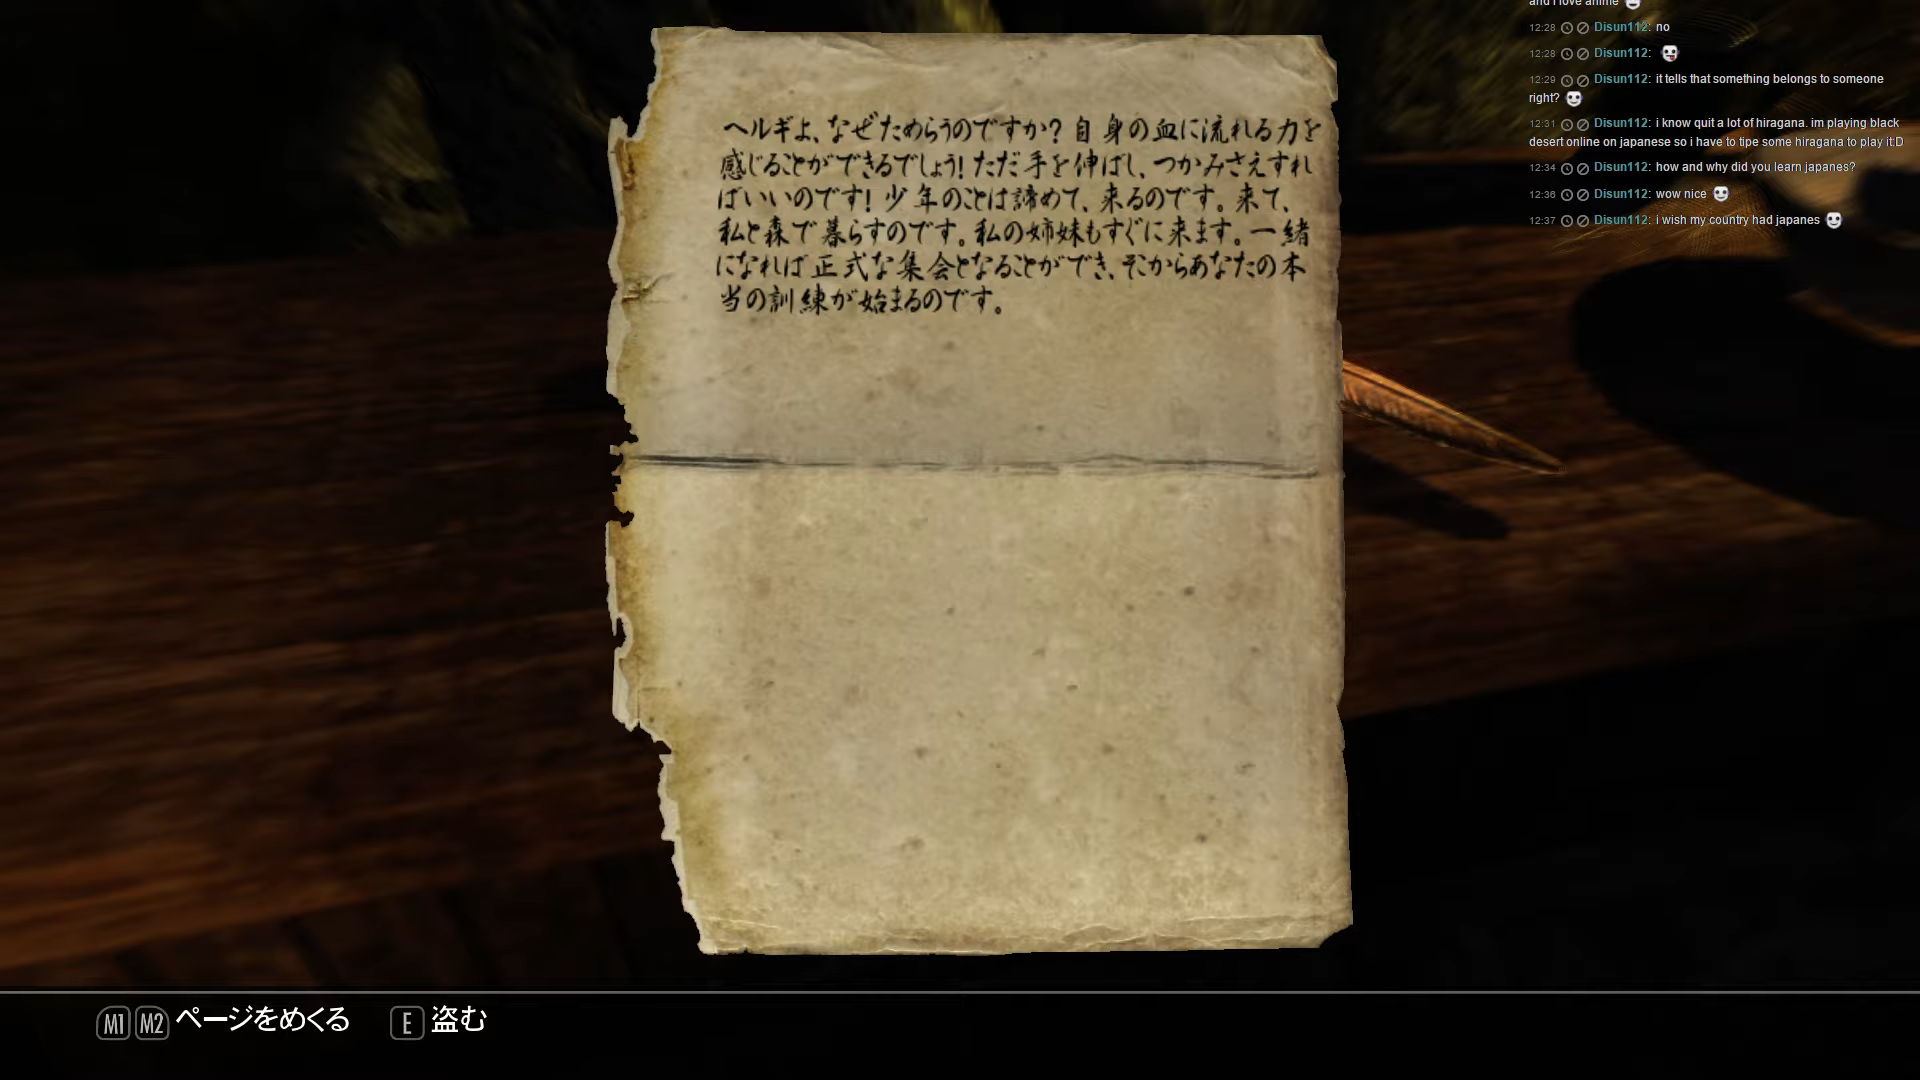 ヘルギよ、なぜためらうのですか？自身の血に流れる力を
感じることができるでしょう！ただ手を伸ばし、つかみさえすれ
ばいいのです！少年のことは諦めて、来るのです。来て、
私と森で暮らすのです。私の姉妹もすぐに来ます。一緒
になれば正式な集会となることができ、そこからあなたの本
当の訓練が始まるのです。
and i love anime
12:28 Disun112: no
12:28 Disun112:
12:29 Disun112: it tells that something belongs to someone
right?
12:31 Disun112: i know quit a lot of hiragana. im playing black
desert online on japanese so i have to tipe some hiragana to play it:D
12:34 Disun112: how and why did you learn japanes?
12:36 Disun112: wow nice
12:37 Disun112: i wish my country had japanes
M1 M2 ページをめくる E 盗む